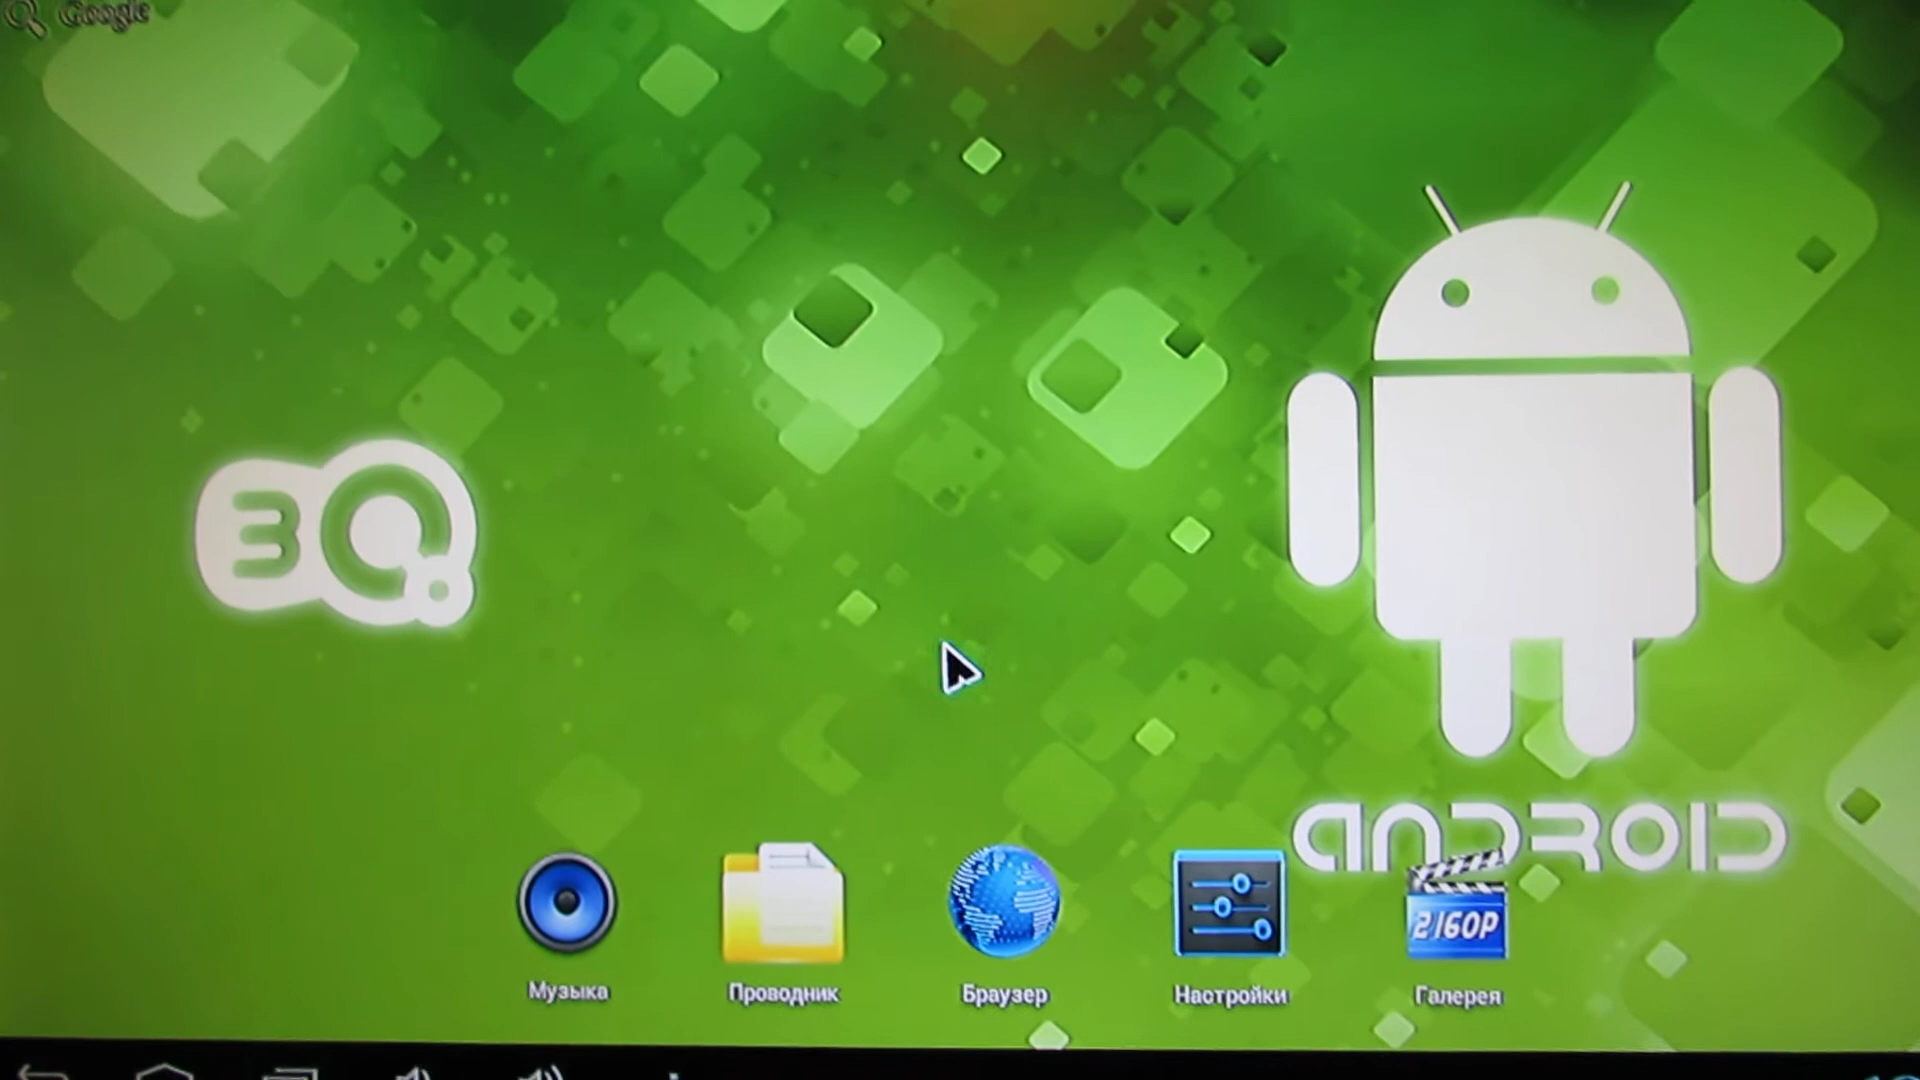 Google
3Q
ANDROID
2160P
Музыка
Проводник
Браузер
Настройки
Галерея